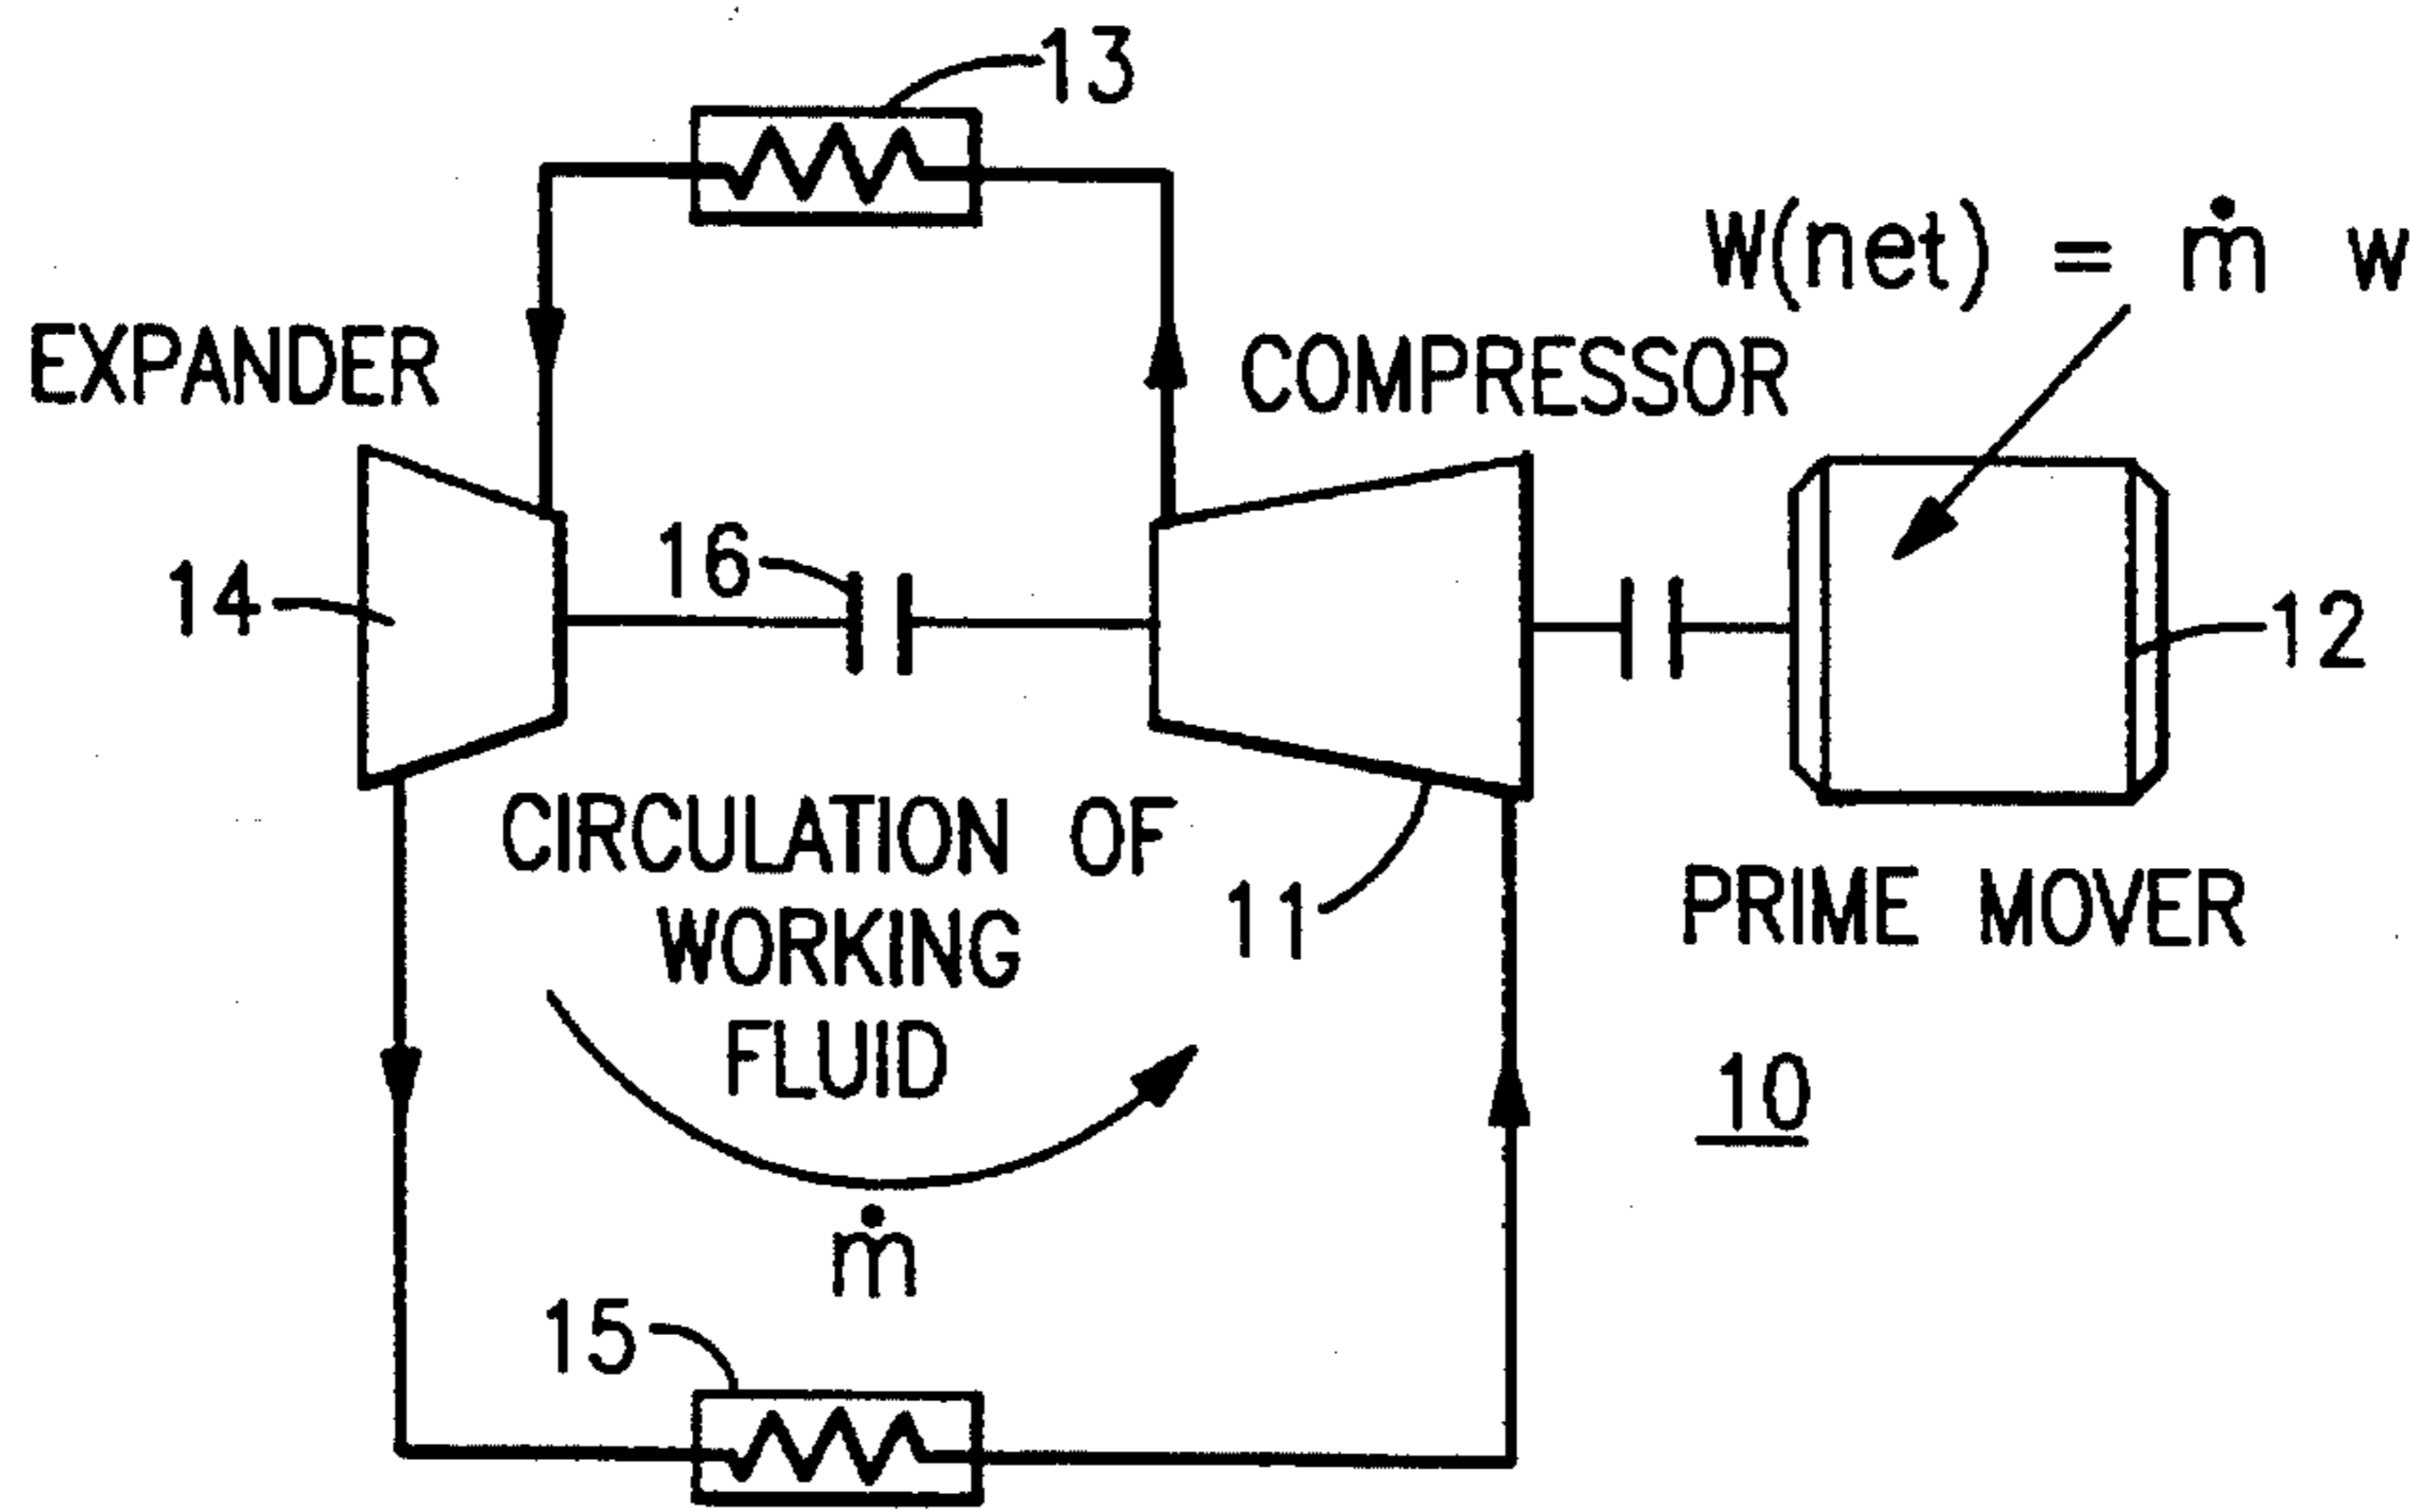 13
W(net) = ṁ w
EXPANDER
COMPRESSOR
14
16
12
CIRCULATION OF
WORKING
FLUID
11
PRIME MOVER
10
ṁ
15